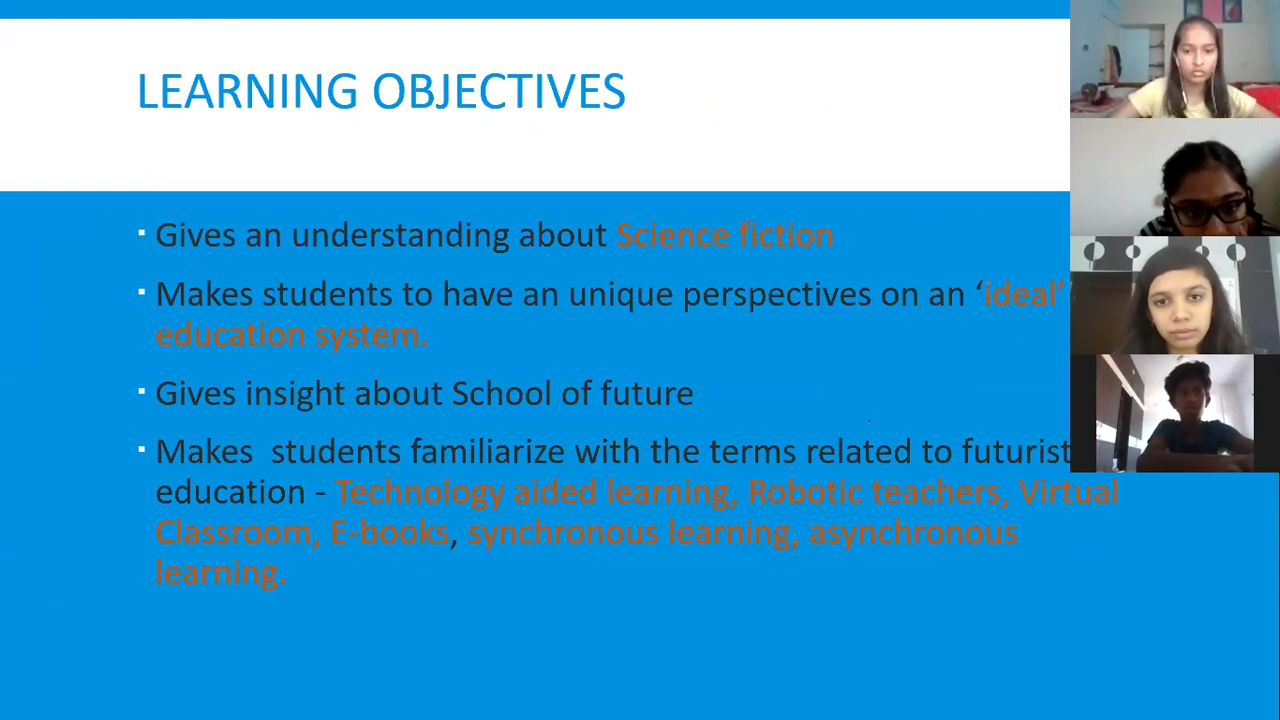 LEARNING OBJECTIVES
Gives an understanding about Science fiction
Makes students to have an unique perspectives on an ‘ideal’
education system.
Gives insight about School of future
Makes  students familiarize with the terms related to futurist
education - Technology aided learning, Robotic teachers, Virtual
Classroom, E-books, synchronous learning, asynchronous
learning.